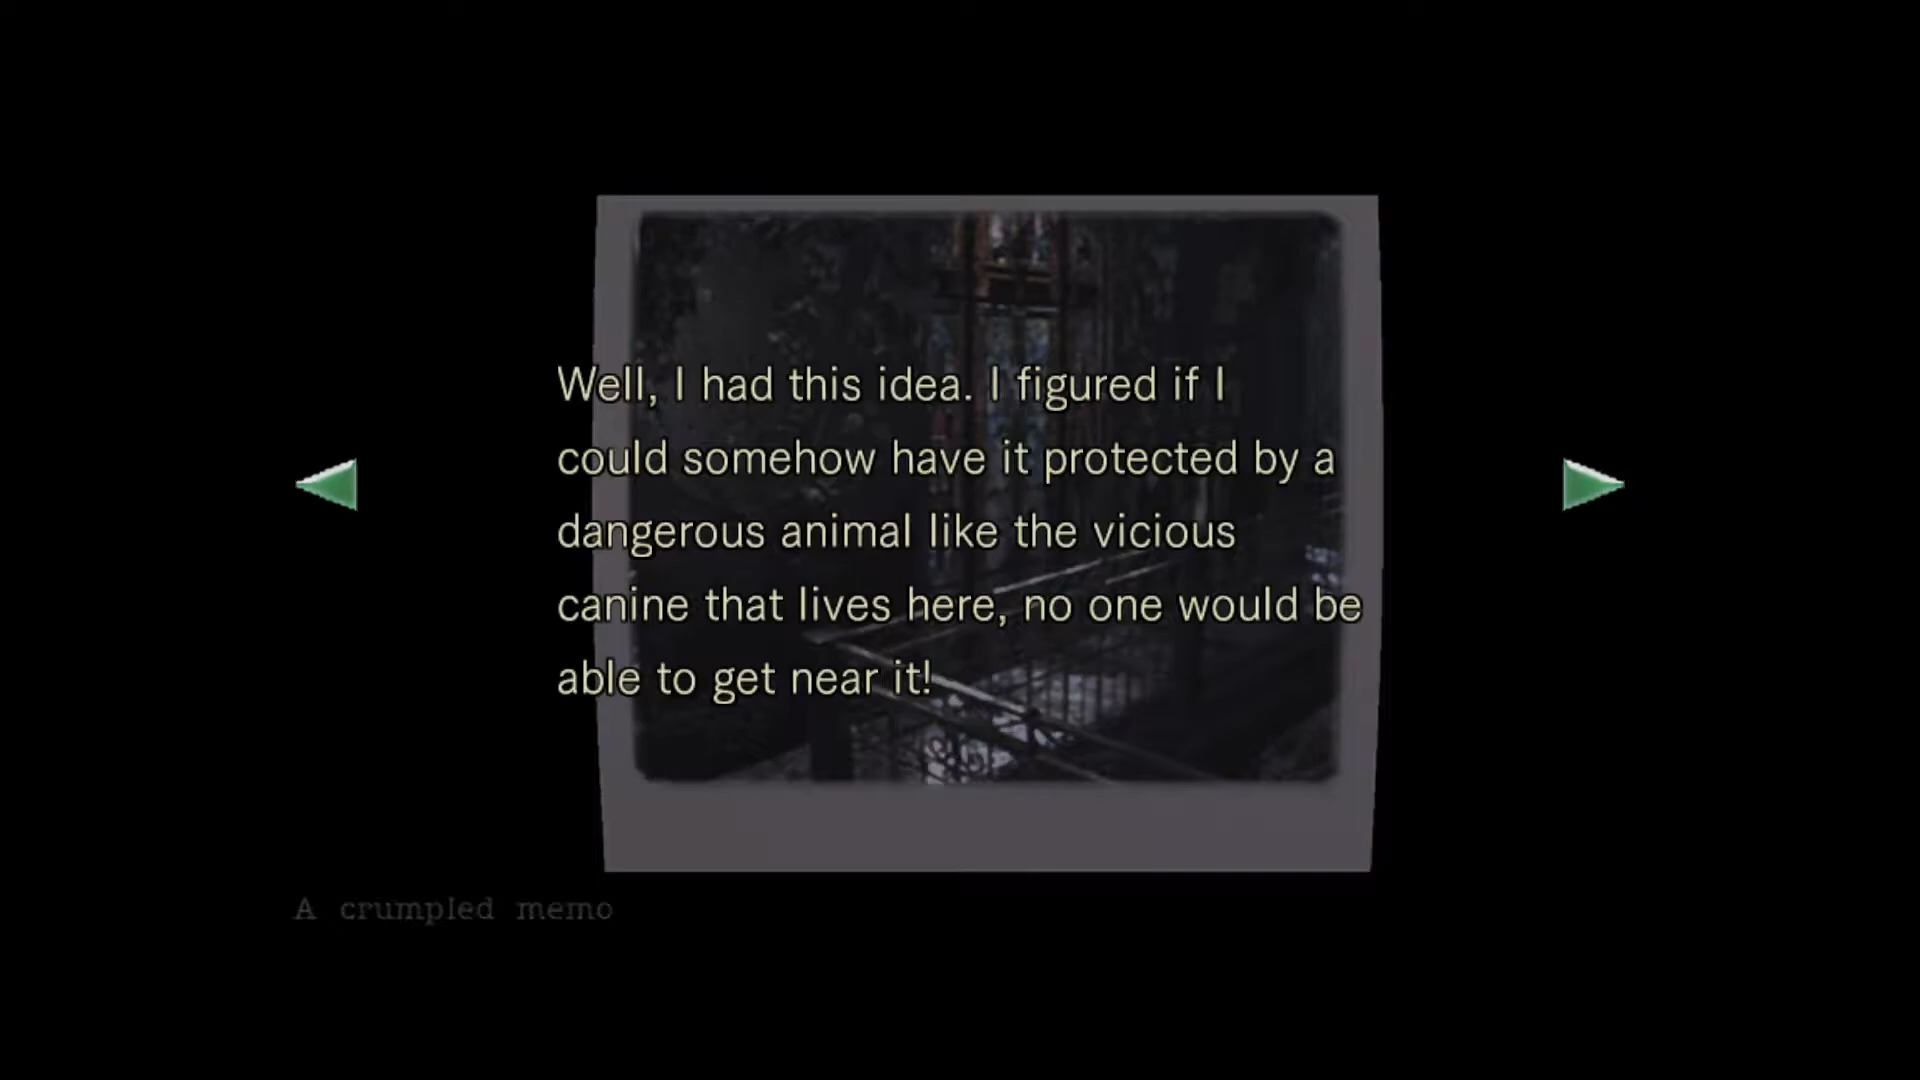 Well, I had this idea. I figured if I
could somehow have it protected by a
dangerous animal like the vicious
canine that lives here, no one would be
able to get near it!
A crumpled memo